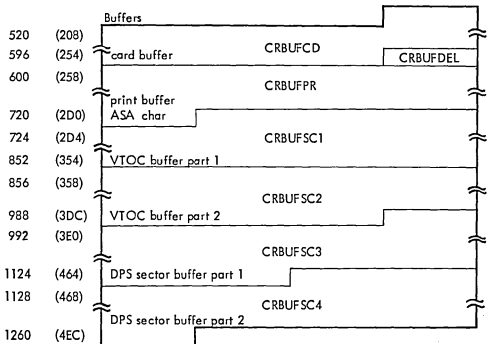 Buffers
520 (208)
CRBUFCD
596 (254) card buffer CRBUFDEL
600 (258)
CRBUFPR
print buffer
720 (2D0) ASA char
724 (2D4)
CRBUFSC1
852 (354) VTOC buffer part 1
856 (358)
CRBUFSC2
988 (3DC) VTOC buffer part 2
992 (3E0)
CRBUFSC3
1124 (464) DPS sector buffer part 1
1128 (468)
CRBUFSC4
DPS sector buffer part 2
1260 (4EC)